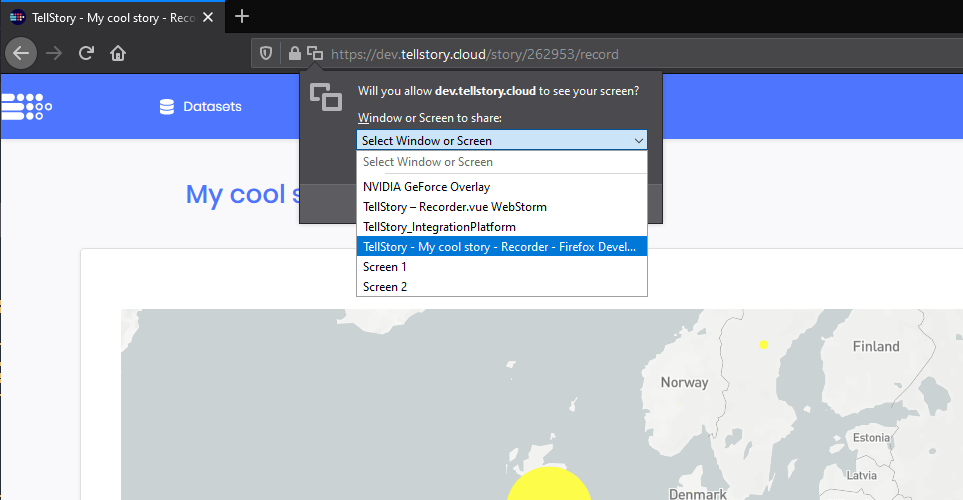 TellStory - My cool story - Reco
https://dev.tellstory.cloud/story/262953/record
Will you allow dev.tellstory.cloud to see your screen?
Datasets
Window or Screen to share:
Select Window or Screen
Select Window or Screen
My cool
NVIDIA GeForce Overlay
TellStory – Recorder.vue WebStorm
TellStory_IntegrationPlatform
TellStory - My cool story - Recorder - Firefox Devel...
Screen 1
Screen 2
Finland
Norway
Estonia
Latvia
Denmark